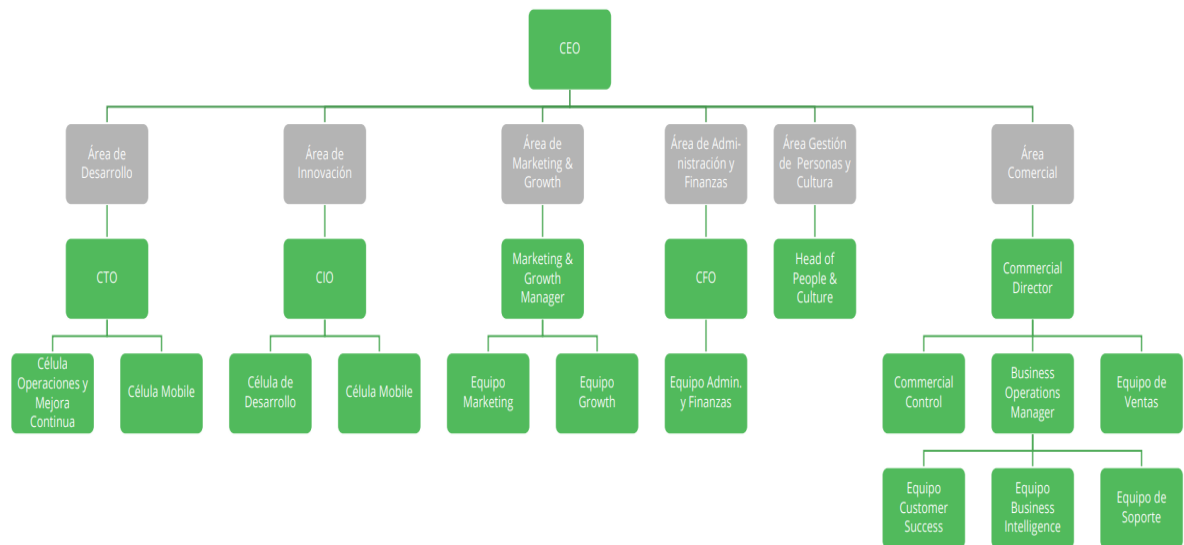 CEO
Área de
Desarrollo
Área de
Innovación
Área de
Marketing &
Growth
Área de Admi-
nistración y
Finanzas
Área Gestión
de Personas y
Cultura
Área
Comercial
CTO
CIO
Marketing &
Growth
Manager
CFO
Head of
People &
Culture
Commercial
Director
Célula
Operaciones y
Mejora
Continua
Célula Mobile
Célula de
Desarrollo
Célula Mobile
Equipo
Marketing
Equipo
Growth
Equipo Admin.
y Finanzas
Commercial
Control
Business
Operations
Manager
Equipo de
Ventas
Equipo
Customer
Success
Equipo
Business
Intelligence
Equipo de
Soporte